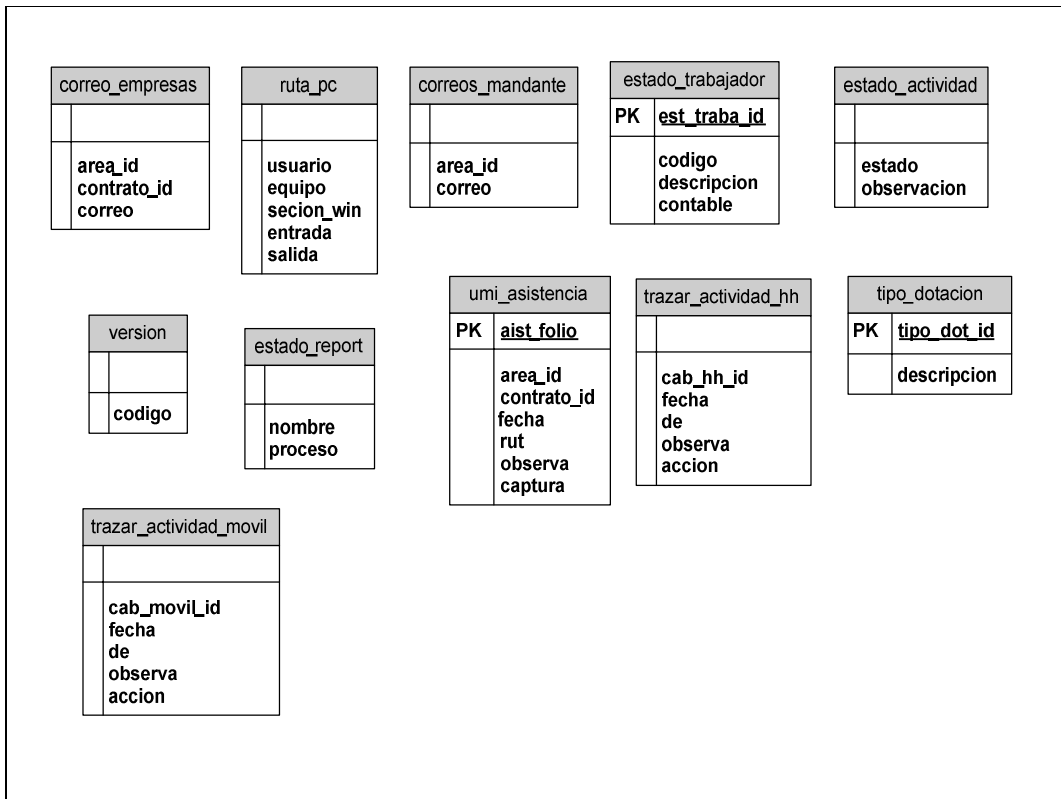 correo_empresas
area_id
contrato_id
correo
ruta_pc
usuario
equipo
secion_win
entrada
salida
correos_mandante
area_id
correo
estado_trabajador
PK est_traba_id
codigo
descripcion
contable
estado_actividad
estado
observacion
version
codigo
estado_report
nombre
proceso
umi_asistencia
PK aist_folio
area_id
contrato_id
fecha
rut
observa
captura
trazar_actividad_hh
cab_hh_id
fecha
de
observa
accion
tipo_dotacion
PK tipo_dot_id
descripcion
trazar_actividad_movil
cab_movil_id
fecha
de
observa
accion